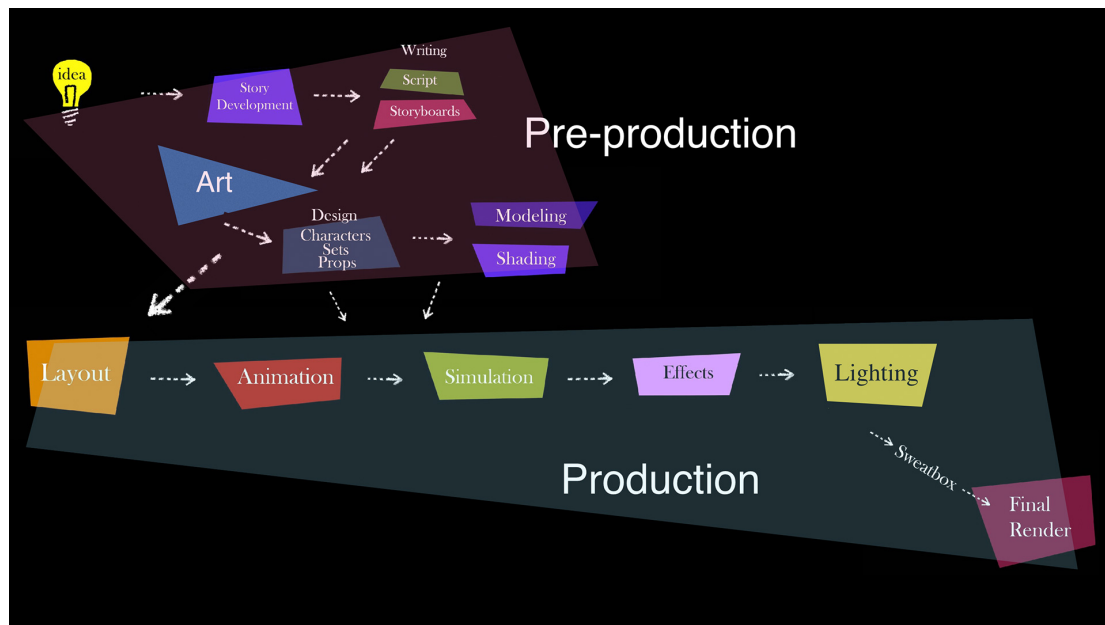 idea
Story
Development
Writing
Script
Storyboards
Pre-production
Art
Design
Characters
Sets
Props
Modeling
Shading
Layout
Animation
Simulation
Effects
Lighting
Sweatbox
Production
Final
Render